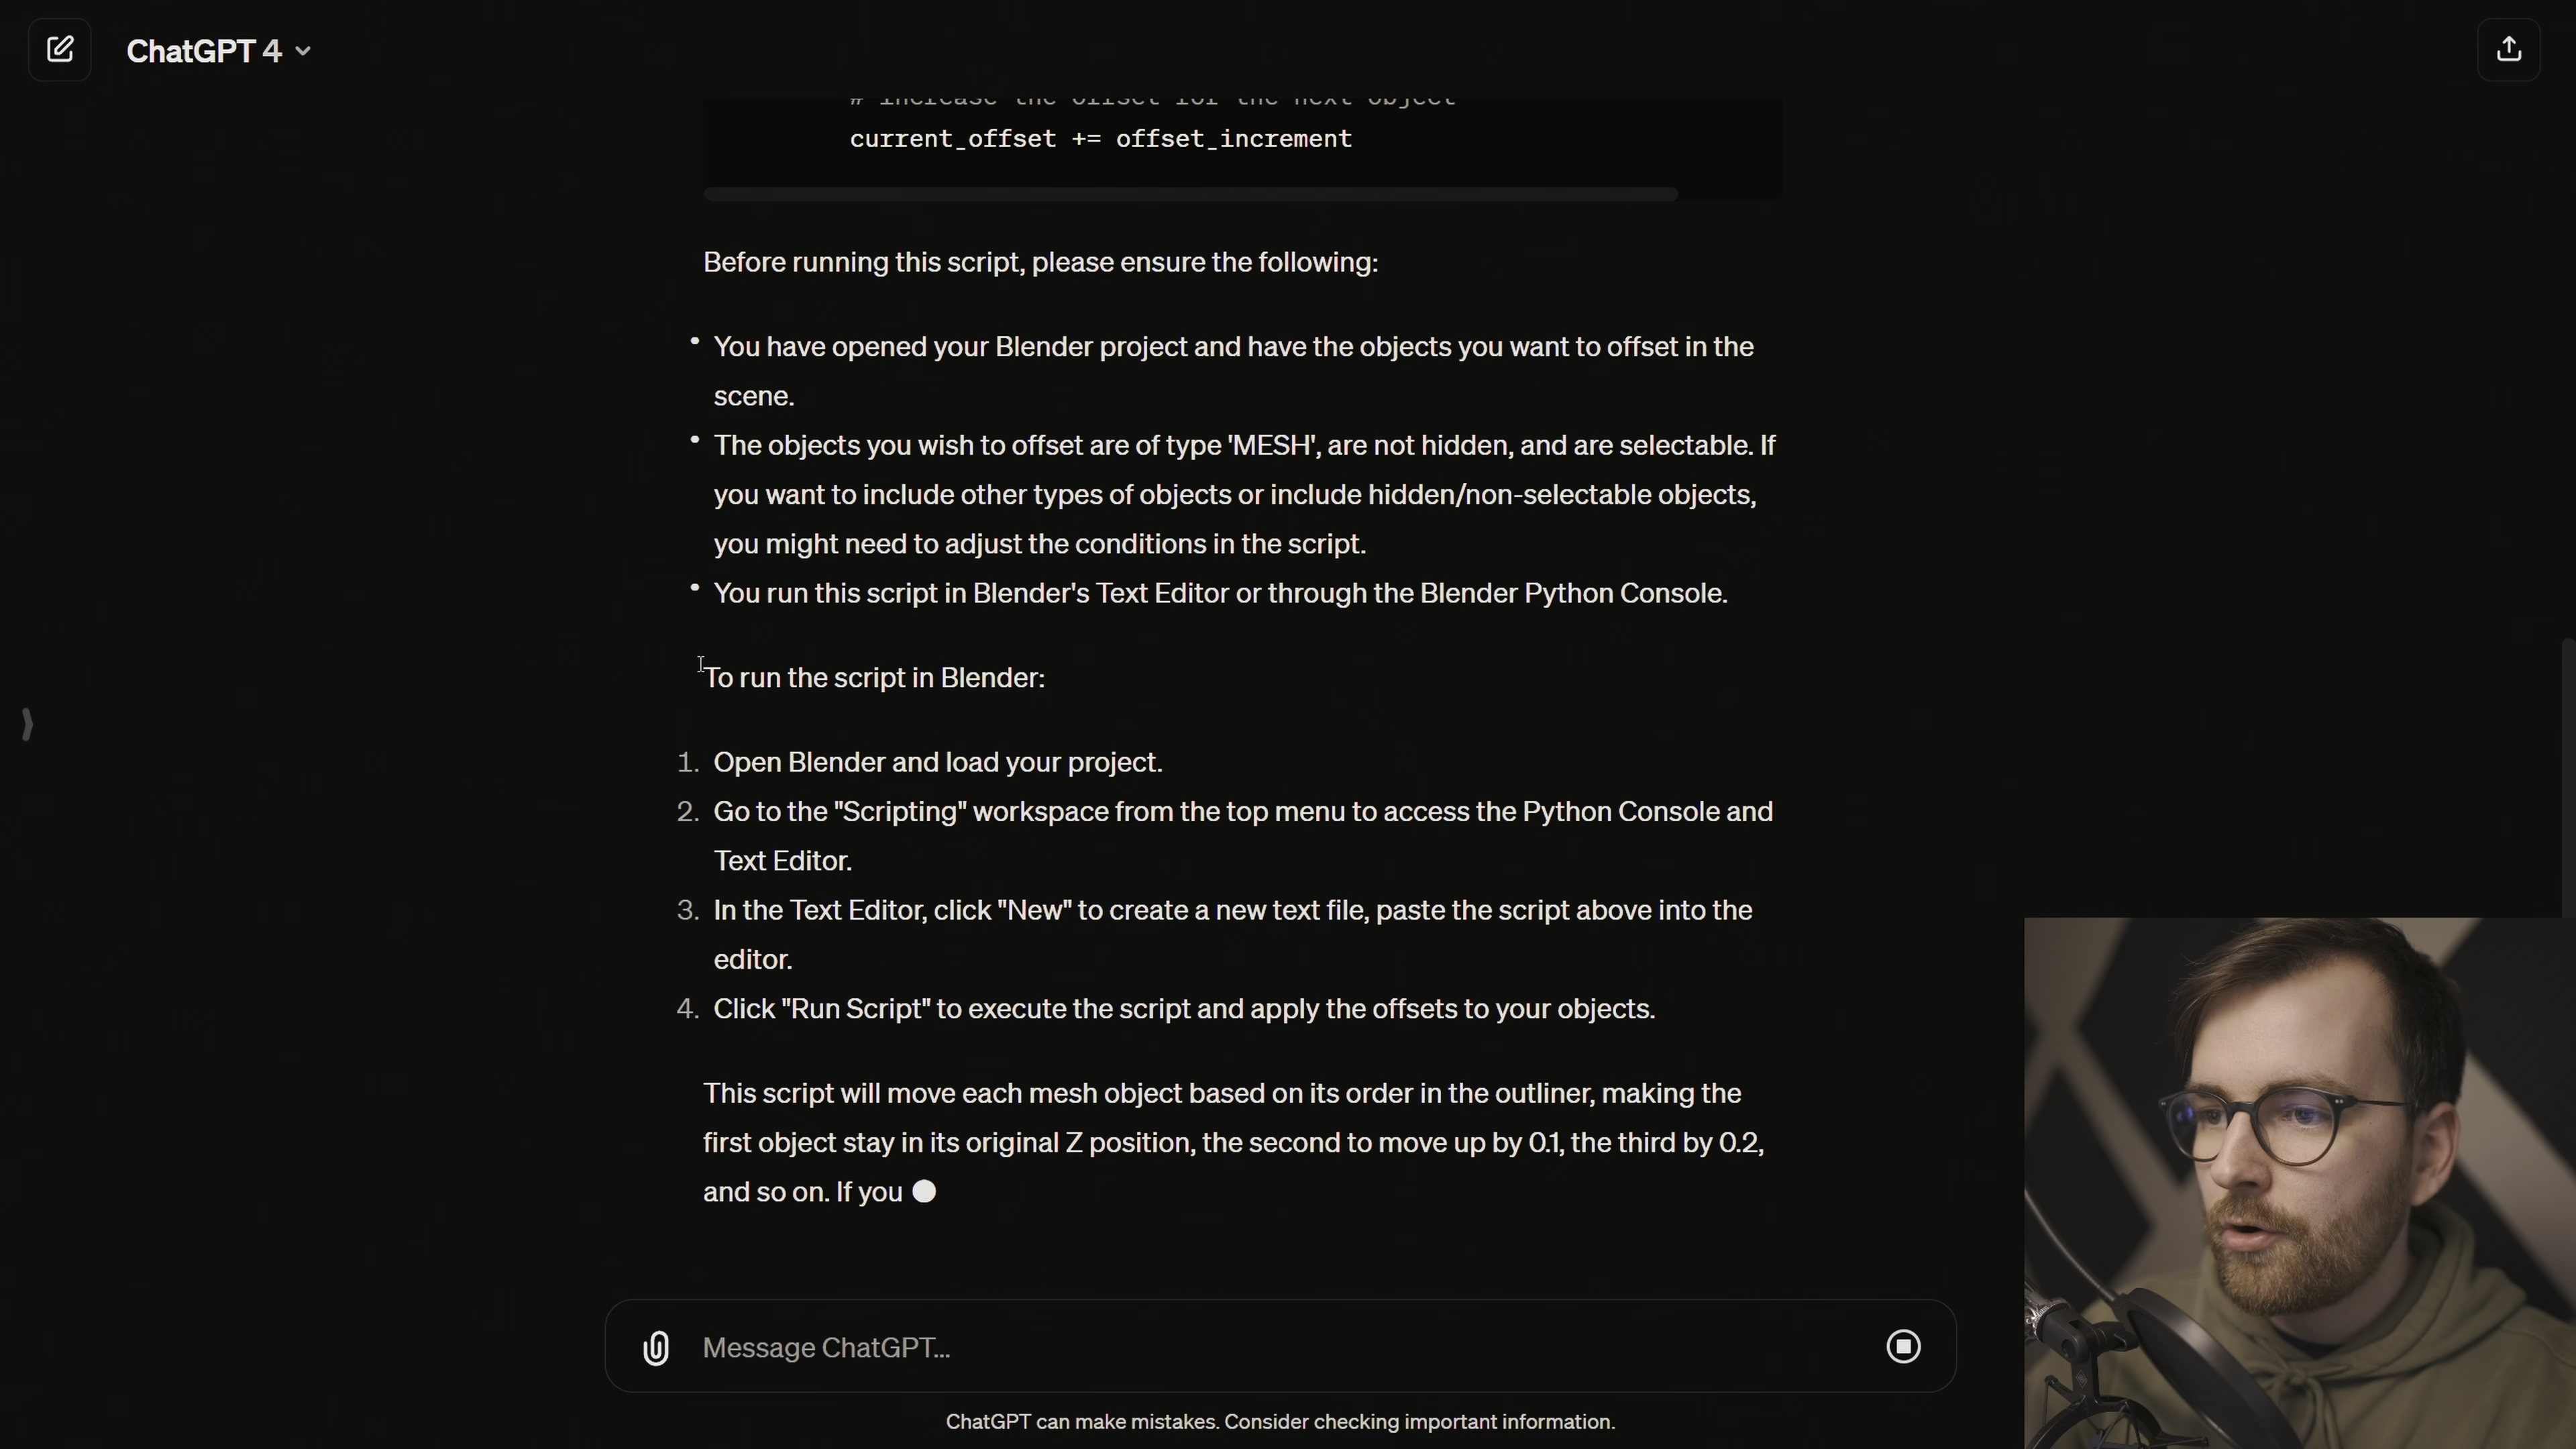 ChatGPT 4
# Increase the offset for the next object
current_offset += offset_increment
Before running this script, please ensure the following:
• You have opened your Blender project and have the objects you want to offset in the
scene.
• The objects you wish to offset are of type 'MESH', are not hidden, and are selectable. If
you want to include other types of objects or include hidden/non-selectable objects,
you might need to adjust the conditions in the script.
• You run this script in Blender's Text Editor or through the Blender Python Console.
To run the script in Blender:
1. Open Blender and load your project.
2. Go to the "Scripting" workspace from the top menu to access the Python Console and
Text Editor.
3. In the Text Editor, click "New" to create a new text file, paste the script above into the
editor.
4. Click "Run Script" to execute the script and apply the offsets to your objects.
This script will move each mesh object based on its order in the outliner, making the
first object stay in its original Z position, the second to move up by 0.1, the third by 0.2,
and so on. If you
Message ChatGPT...
ChatGPT can make mistakes. Consider checking important information.